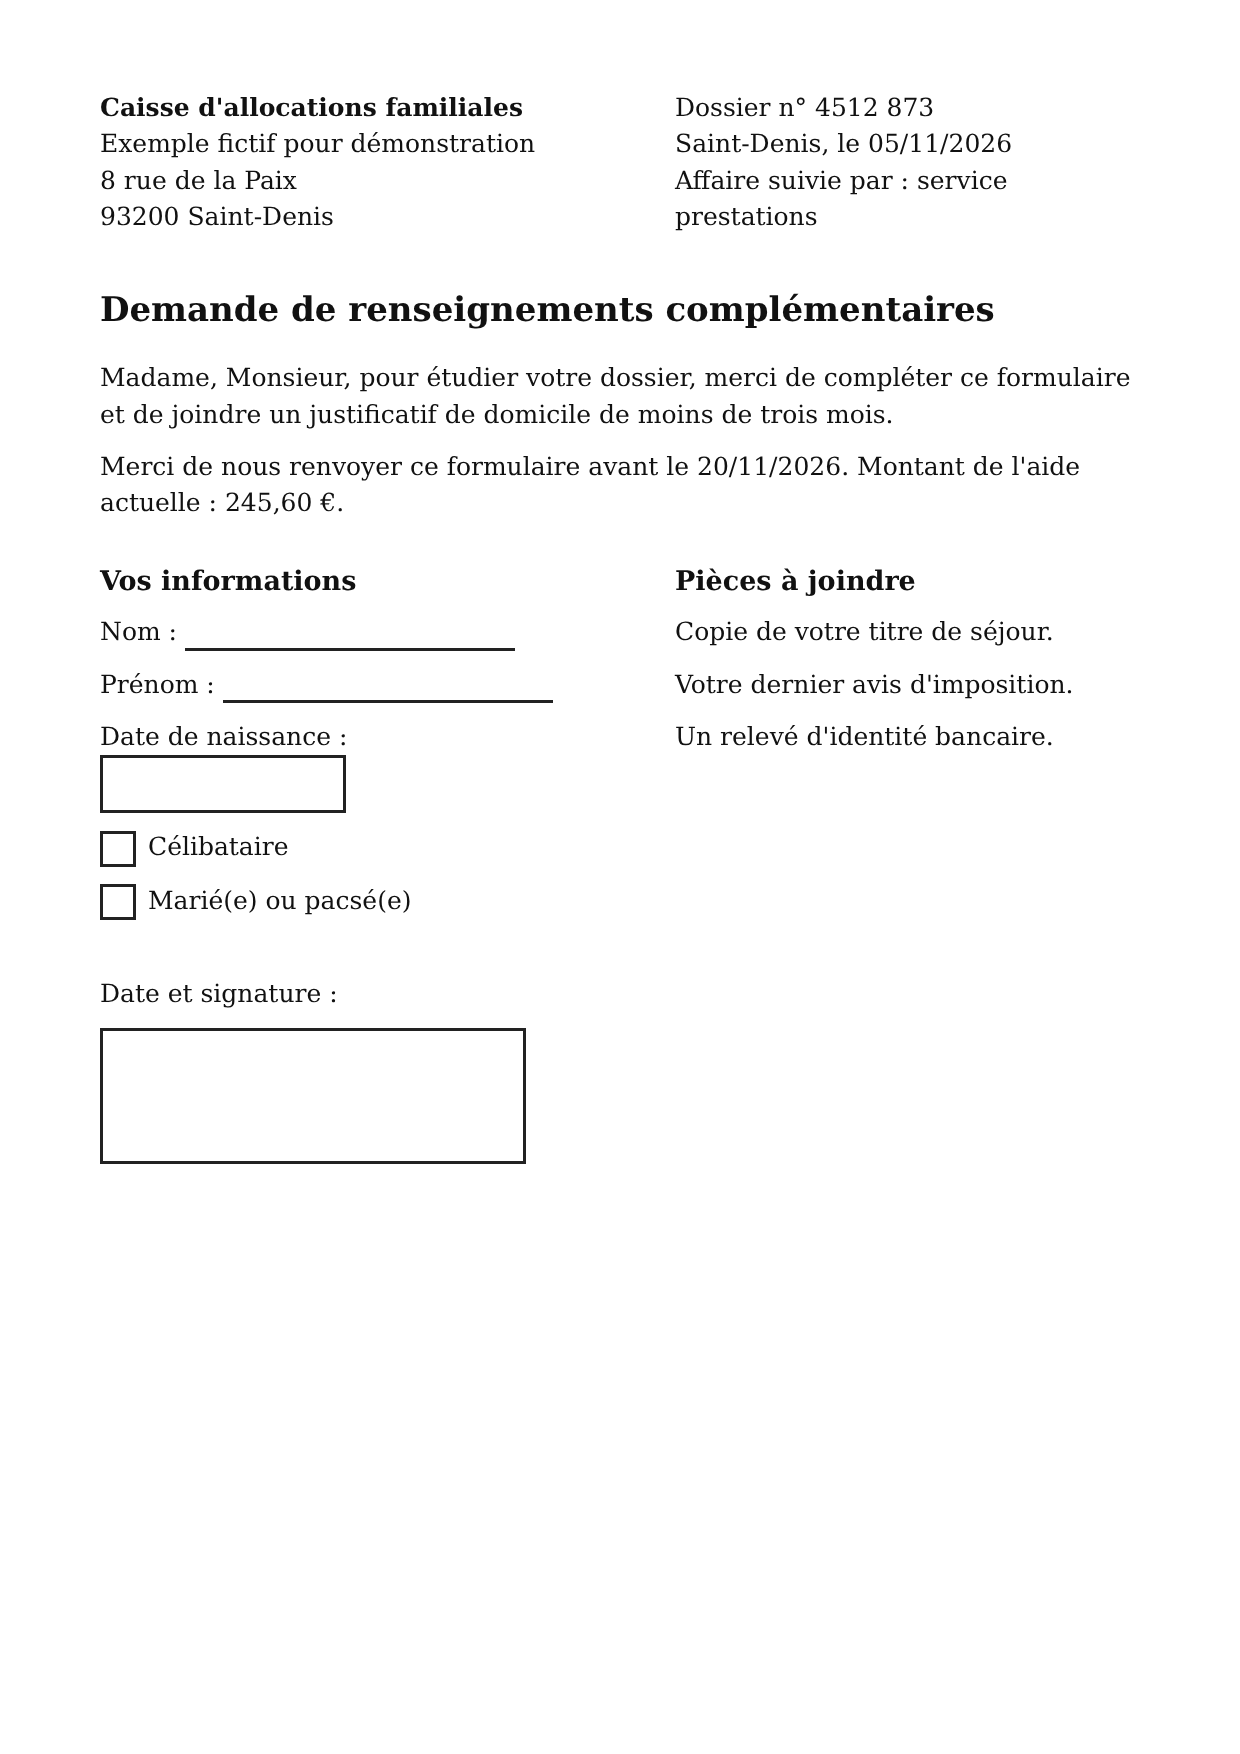 Caisse d'allocations familiales
Exemple fictif pour démonstration
8 rue de la Paix
93200 Saint-Denis
Dossier n° 4512 873
Saint-Denis, le 05/11/2026
Affaire suivie par : service
prestations
Demande de renseignements complémentaires
Madame, Monsieur, pour étudier votre dossier, merci de compléter ce formulaire
et de joindre un justificatif de domicile de moins de trois mois.
Merci de nous renvoyer ce formulaire avant le 20/11/2026. Montant de l'aide
actuelle : 245,60 €.
Vos informations
Nom :
Prénom :
Date de naissance :
Célibataire
Marié(e) ou pacsé(e)
Pièces à joindre
Copie de votre titre de séjour.
Votre dernier avis d'imposition.
Un relevé d'identité bancaire.
Date et signature :